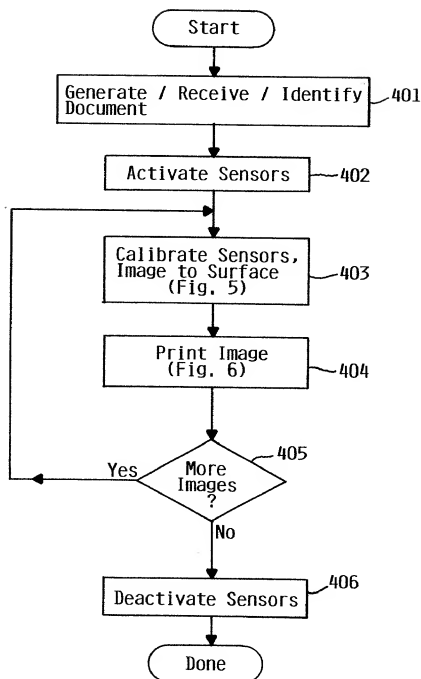 Start
Generate / Receive / Identify
Document
401
Activate Sensors
402
Calibrate Sensors,
Image to Surface
(Fig. 5)
403
Print Image
(Fig. 6)
404
405
More
Images
?
Yes
No
406
Deactivate Sensors
Done